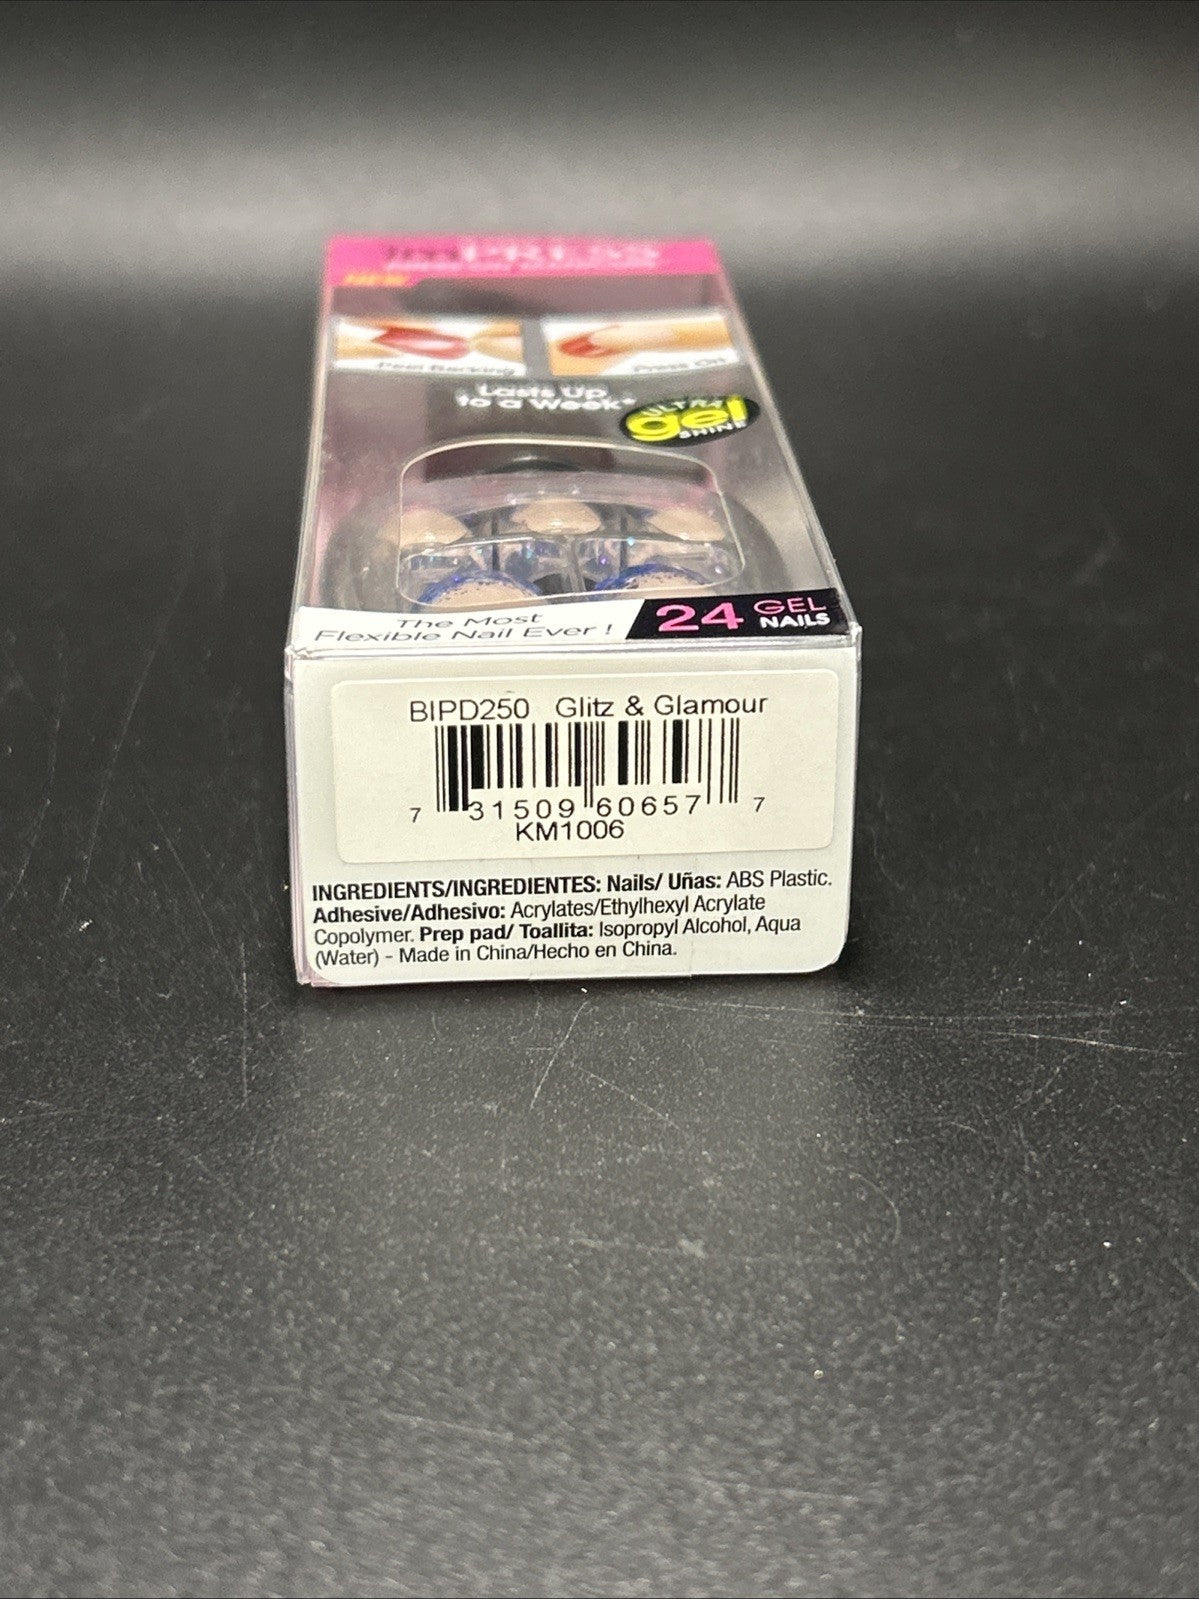 imPRESS
NEW
Peel Backing
Press On
Lasts Up
to a Week*
ULTRA
gel
SHINE
The Most
Flexible Nail Ever !
24 GEL
NAILS
BIPD250 Glitz & Glamour
7 31509 60657 7
KM1006
INGREDIENTS/INGREDIENTES: Nails/ Uñas: ABS Plastic.
Adhesive/Adhesivo: Acrylates/Ethylhexyl Acrylate
Copolymer. Prep pad/ Toallita: Isopropyl Alcohol, Aqua
(Water) - Made in China/Hecho en China.